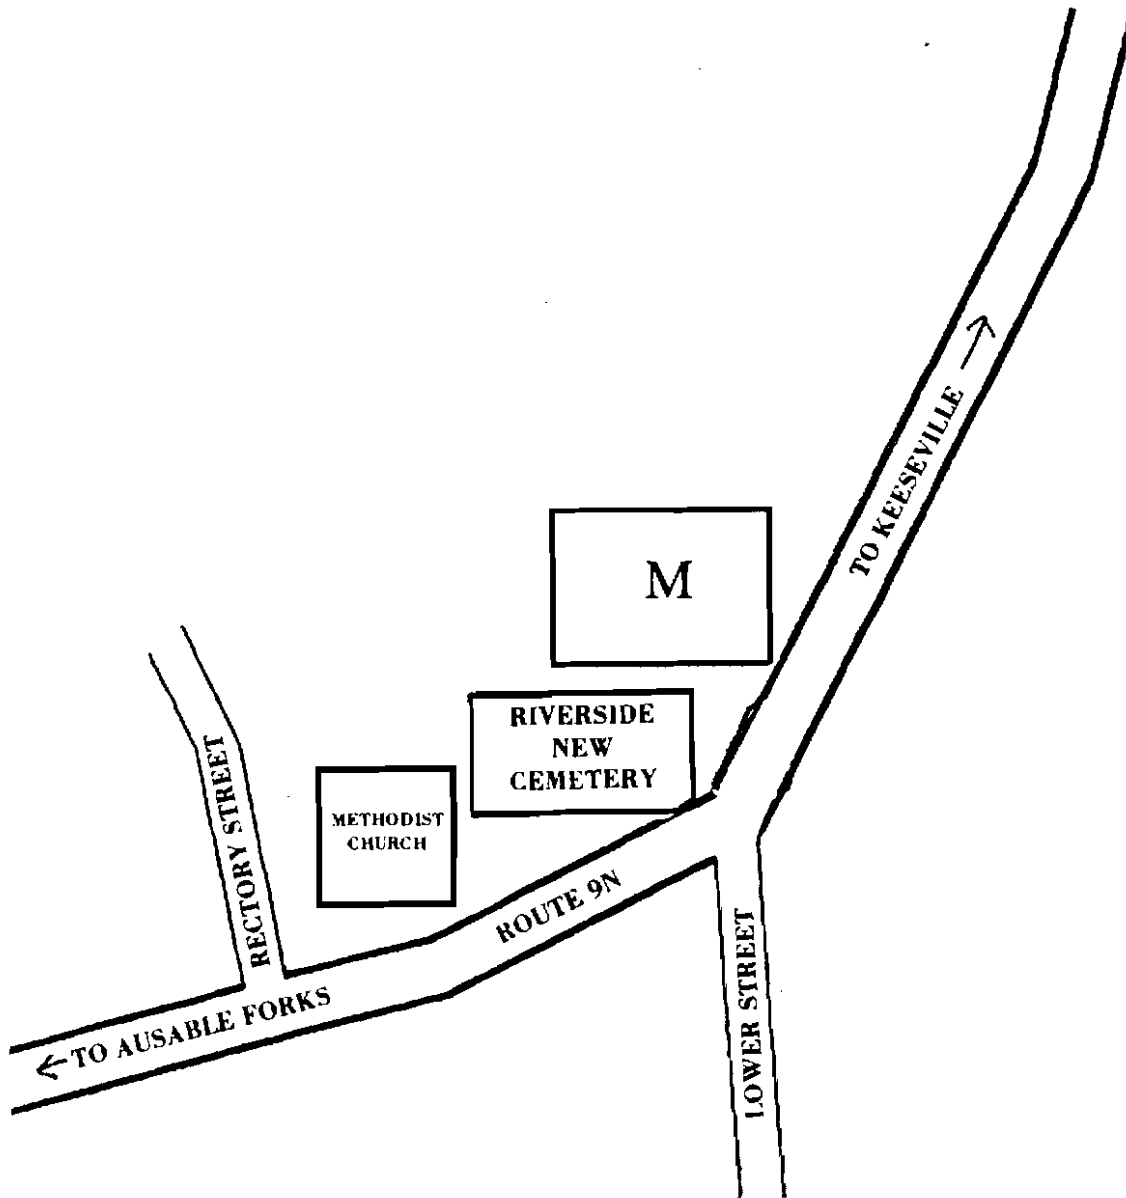 TO KEESEVILLE
M
RIVERSIDE
NEW
CEMETERY
METHODIST
CHURCH
RECTORY STREET
ROUTE 9N
TO AUSABLE FORKS
LOWER STREET